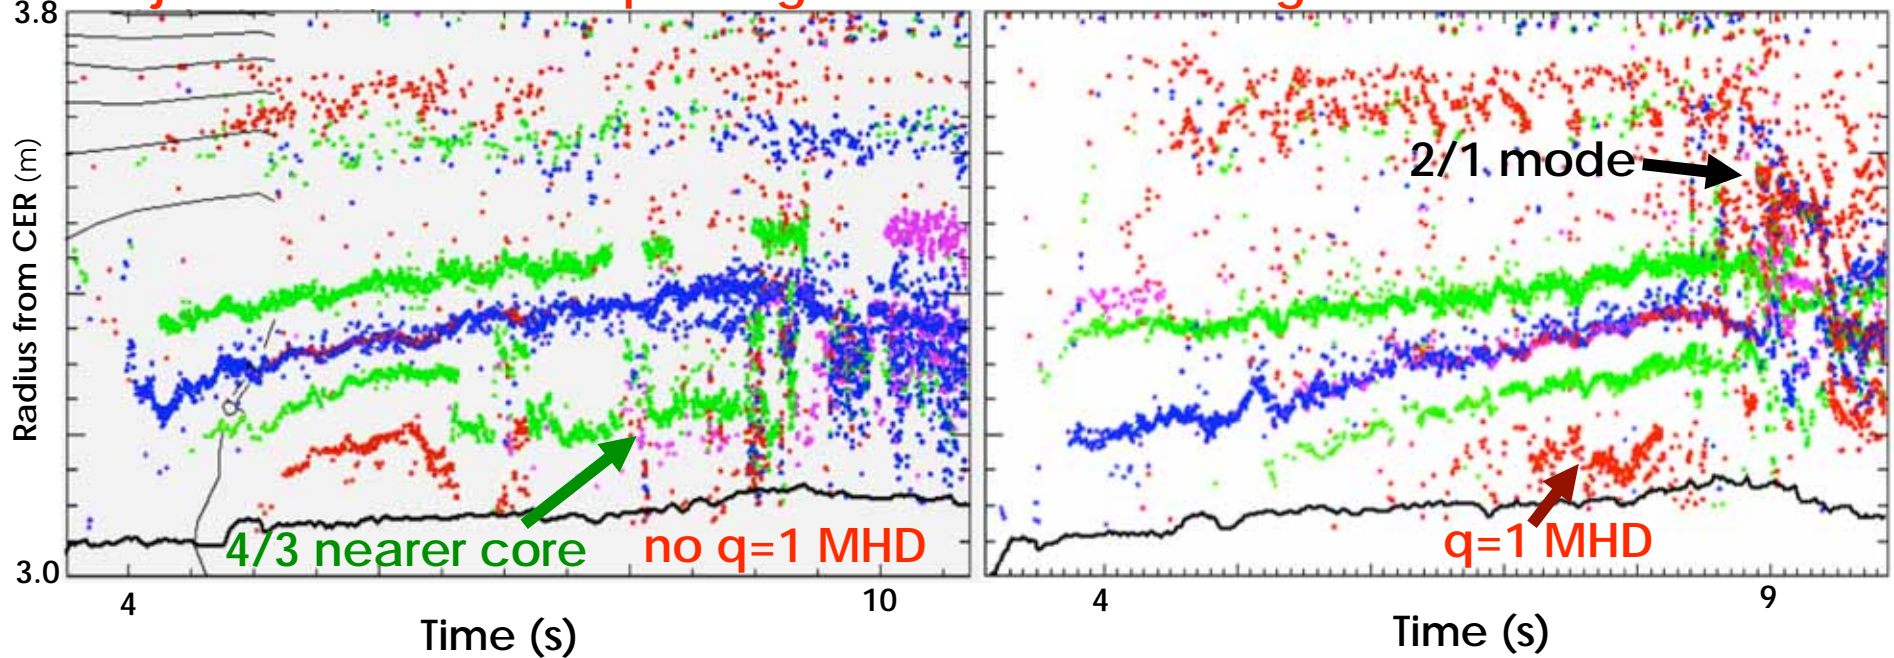 3.8
Radius from CER (m)
3.0
4/3 nearer core
no q=1 MHD
4
10
Time (s)
2/1 mode
q=1 MHD
4
9
Time (s)